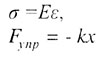 σ = Eε,
Fупр = - kx